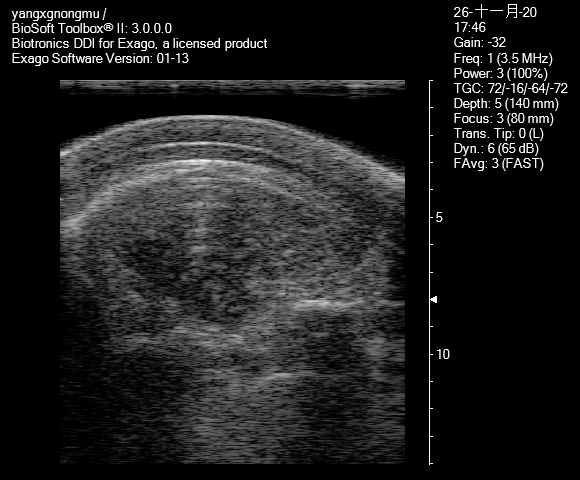 yangxgnongmu /
BioSoft Toolbox® II: 3.0.0.0
Biotronics DDI for Exago, a licensed product
Exago Software Version: 01-13
26-十一月-20
17:46
Gain: -32
Freq: 1 (3.5 MHz)
Power: 3 (100%)
TGC: 72/-16/-64/-72
Depth: 5 (140 mm)
Focus: 3 (80 mm)
Trans. Tip: 0 (L)
Dyn.: 6 (65 dB)
FAvg: 3 (FAST)
5
10